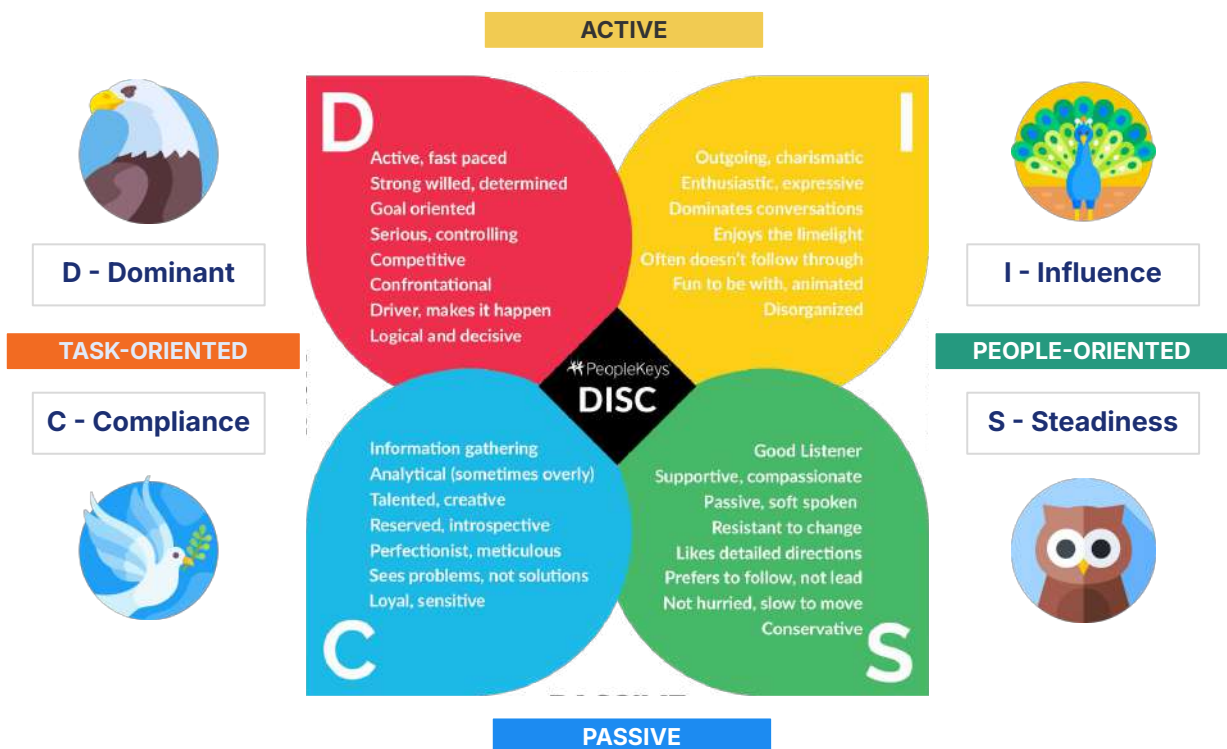 ACTIVE
D
Active, fast paced
Strong willed, determined
Goal oriented
Serious, controlling
Competitive
Confrontational
Driver, makes it happen
Logical and decisive
I
Outgoing, charismatic
Enthusiastic, expressive
Dominates conversations
Enjoys the limelight
Often doesn't follow through
Fun to be with, animated
Disorganized
D - Dominant
I - Influence
TASK-ORIENTED
PEOPLE-ORIENTED
PeopleKeys
DISC
C - Compliance
S - Steadiness
Information gathering
Analytical (sometimes overly)
Talented, creative
Reserved, introspective
Perfectionist, meticulous
Sees problems, not solutions
Loyal, sensitive
C
Good Listener
Supportive, compassionate
Passive, soft spoken
Resistant to change
Likes detailed directions
Prefers to follow, not lead
Not hurried, slow to move
Conservative
S
PASSIVE